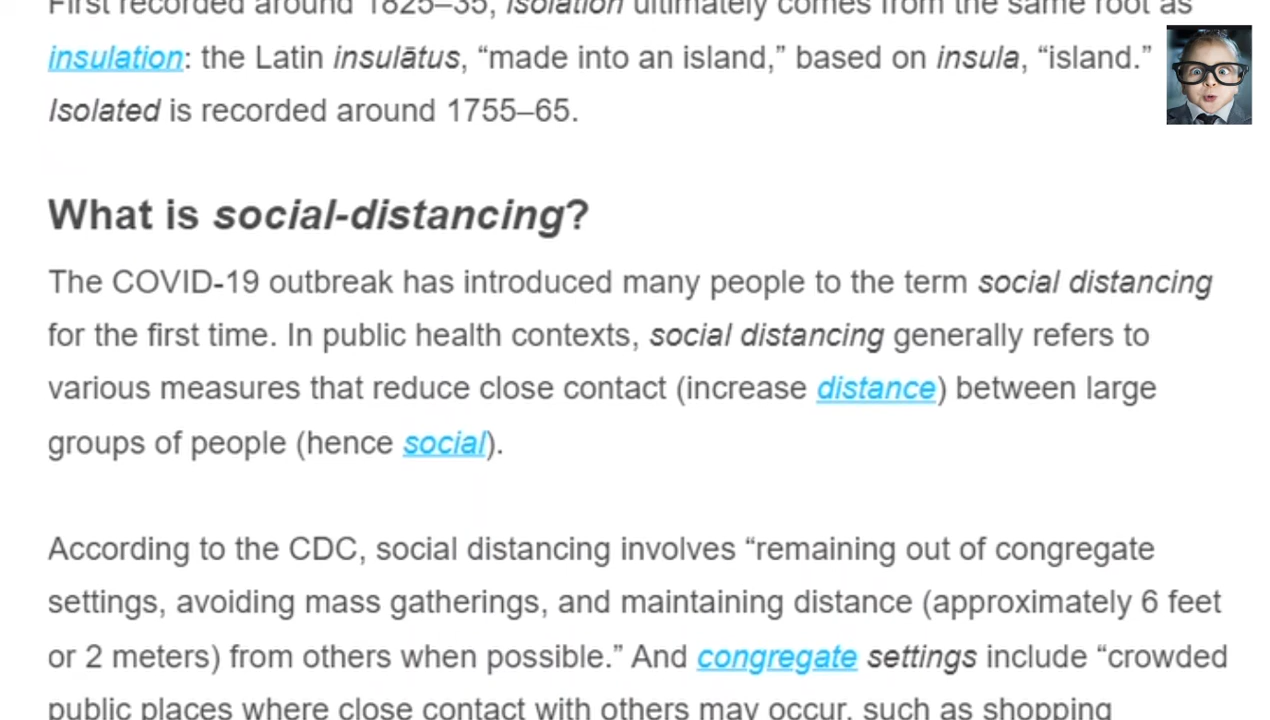 First recorded around 1825–35, isolation ultimately comes from the same root as
insulation: the Latin insulātus, “made into an island,” based on insula, “island.”
Isolated is recorded around 1755–65.
What is social-distancing?
The COVID-19 outbreak has introduced many people to the term social distancing
for the first time. In public health contexts, social distancing generally refers to
various measures that reduce close contact (increase distance) between large
groups of people (hence social).
According to the CDC, social distancing involves “remaining out of congregate
settings, avoiding mass gatherings, and maintaining distance (approximately 6 feet
or 2 meters) from others when possible.” And congregate settings include “crowded
public places where close contact with others may occur, such as shopping